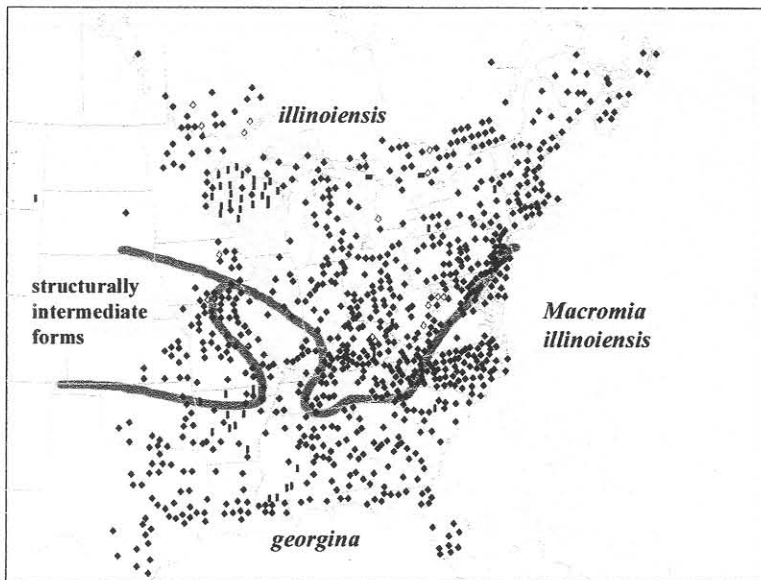 illinoiensis
structurally
intermediate
forms
Macromia
illinoiensis
georgina